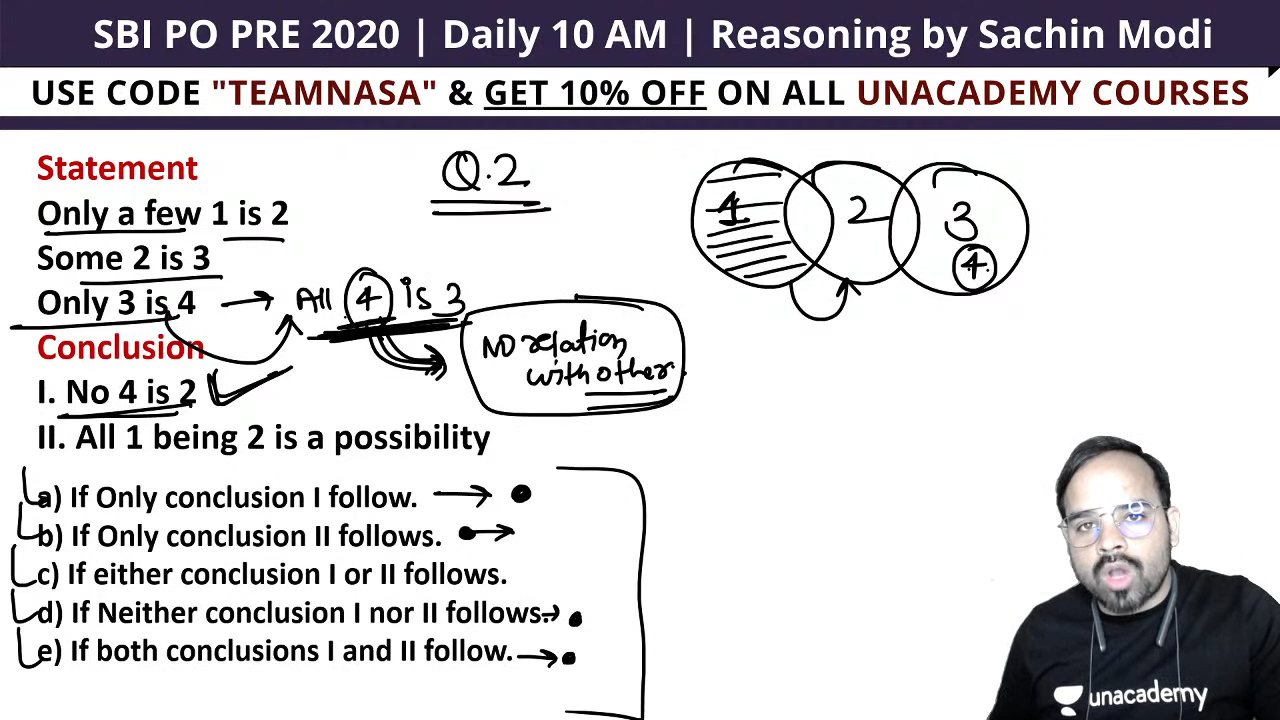 SBI PO PRE 2020 | Daily 10 AM | Reasoning by Sachin Modi
USE CODE "TEAMNASA" & GET 10% OFF ON ALL UNACADEMY COURSES
Statement
Q.2
Only a few 1 is 2
Some 2 is 3
Only 3 is 4
All 4 is 3
Conclusion
NO relation
with other
I. No 4 is 2
II. All 1 being 2 is a possibility
a) If Only conclusion I follow.
b) If Only conclusion II follows.
c) If either conclusion I or II follows.
d) If Neither conclusion I nor II follows.
e) If both conclusions I and II follow.
1
2
3
4
unacademy